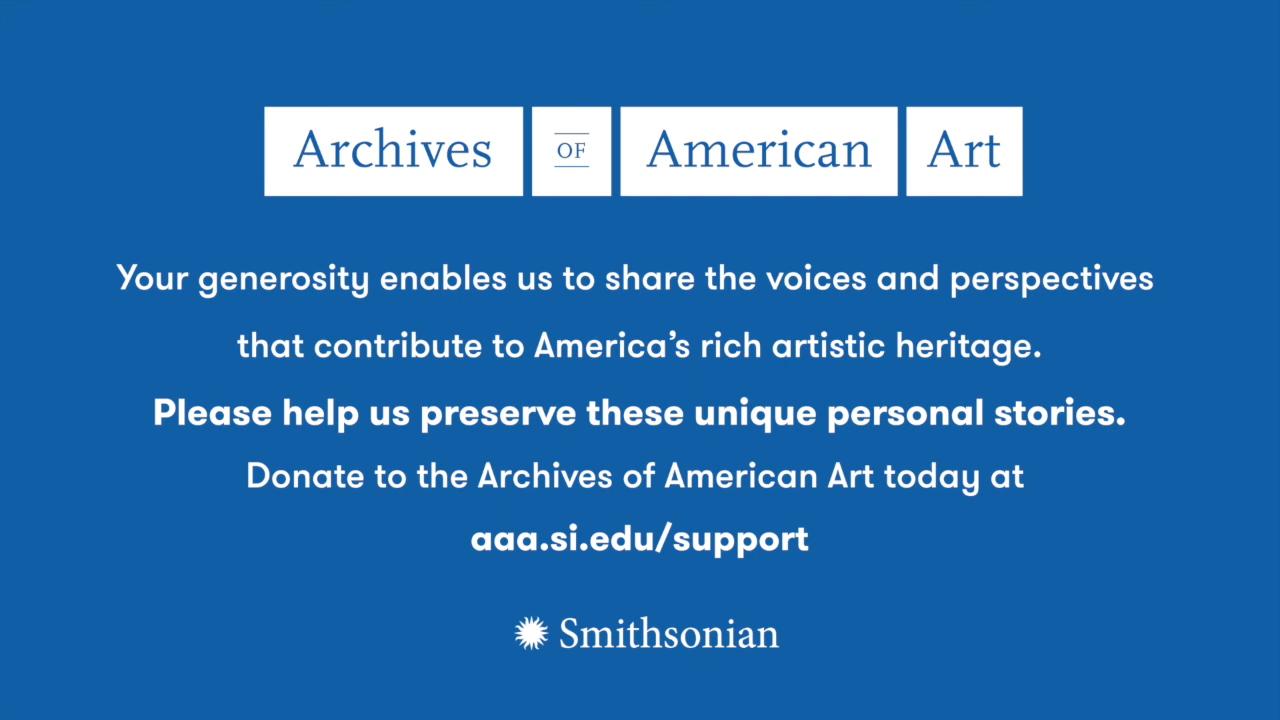 Archives OF American Art
Your generosity enables us to share the voices and perspectives
that contribute to America’s rich artistic heritage.
Please help us preserve these unique personal stories.
Donate to the Archives of American Art today at
aaa.si.edu/support
Smithsonian